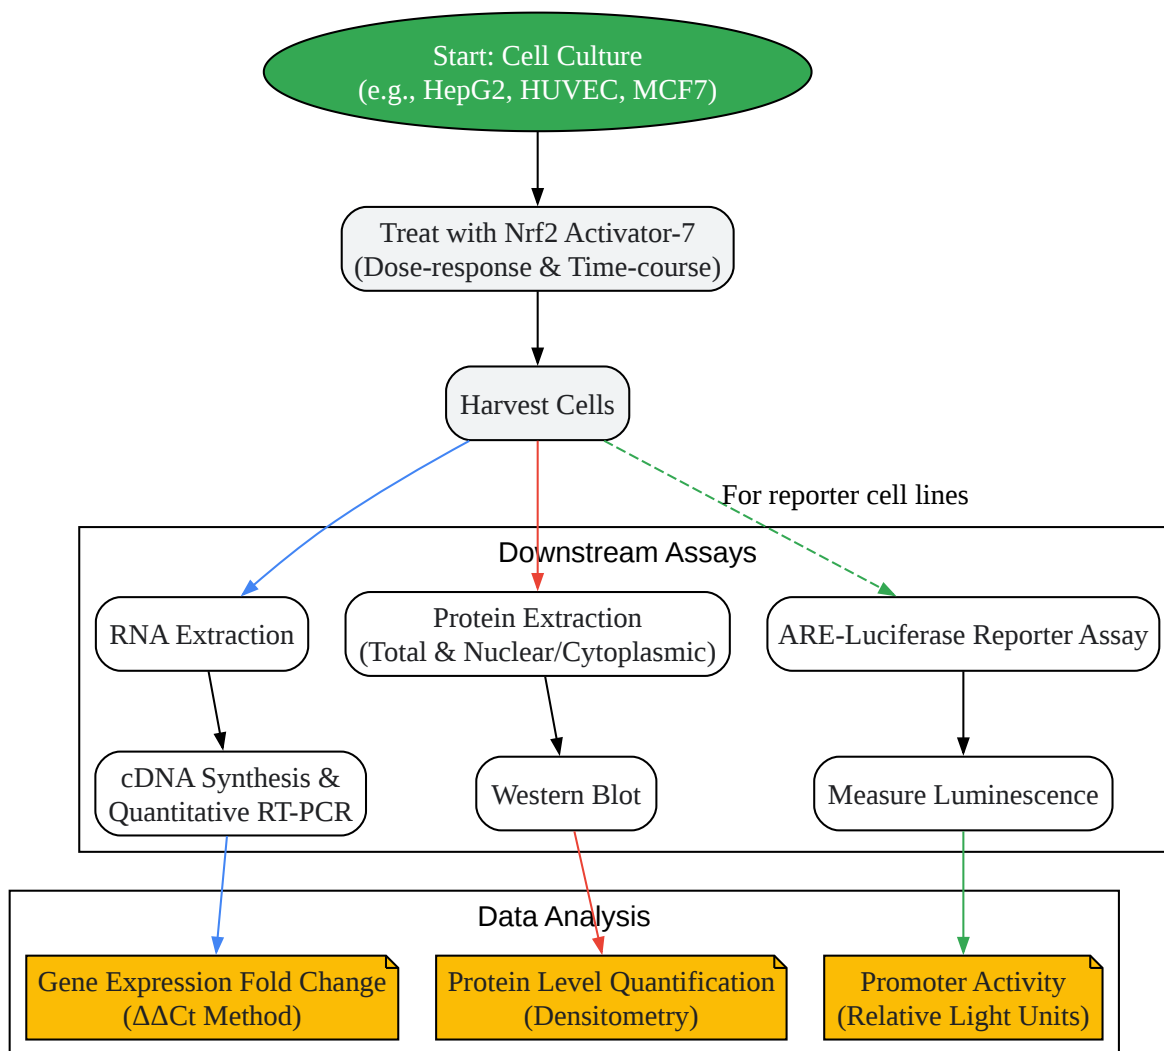 Start: Cell Culture
(e.g., HepG2, HUVEC, MCF7)
Treat with Nrf2 Activator-7
(Dose-response & Time-course)
Harvest Cells
For reporter cell lines
Downstream Assays
RNA Extraction
Protein Extraction
(Total & Nuclear/Cytoplasmic)
ARE-Luciferase Reporter Assay
cDNA Synthesis &
Quantitative RT-PCR
Western Blot
Measure Luminescence
Data Analysis
Gene Expression Fold Change
(ΔΔCt Method)
Protein Level Quantification
(Densitometry)
Promoter Activity
(Relative Light Units)